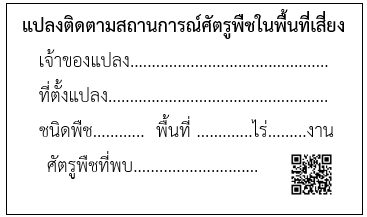 แปลงติดตามสถานการณ์ศัตรูพืชในพื้นที่เสี่ยง
เจ้าของแปลง..............................................
ที่ตั้งแปลง...................................................
ชนิดพืช............ พื้นที่ .............ไร่.........งาน
ศัตรูพืชที่พบ.............................